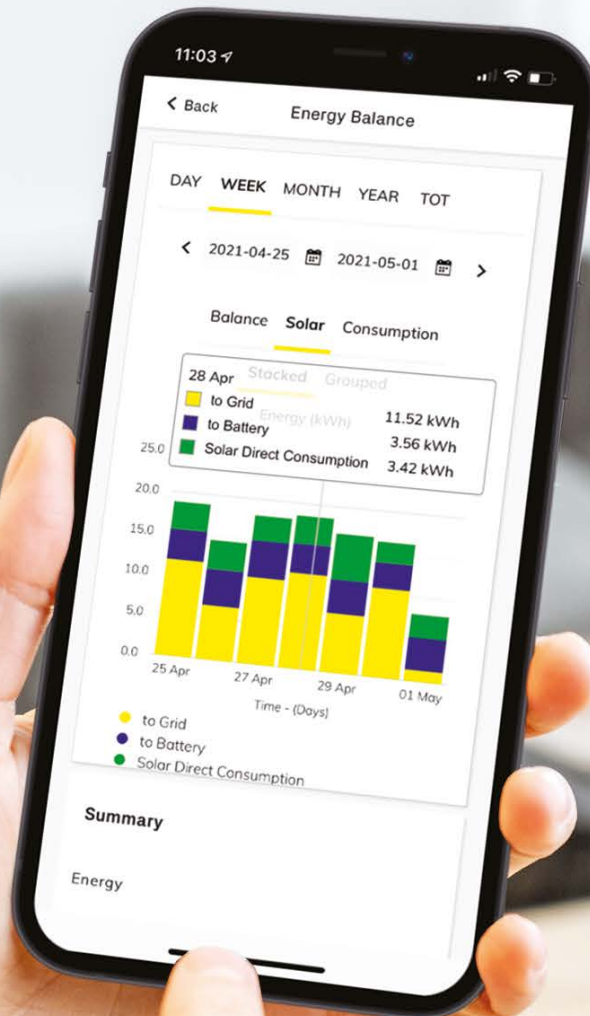 11:03
Back Energy Balance
DAY WEEK MONTH YEAR TOT
2021-04-25 2021-05-01
Balance Solar Consumption
Stacked Grouped
28 Apr
Energy (kWh)
to Grid 11.52 kWh
to Battery 3.56 kWh
Solar Direct Consumption 3.42 kWh
25.0
20.0
15.0
10.0
5.0
0.0
25 Apr 27 Apr 29 Apr 01 May
Time - (Days)
to Grid
to Battery
Solar Direct Consumption
Summary
Energy